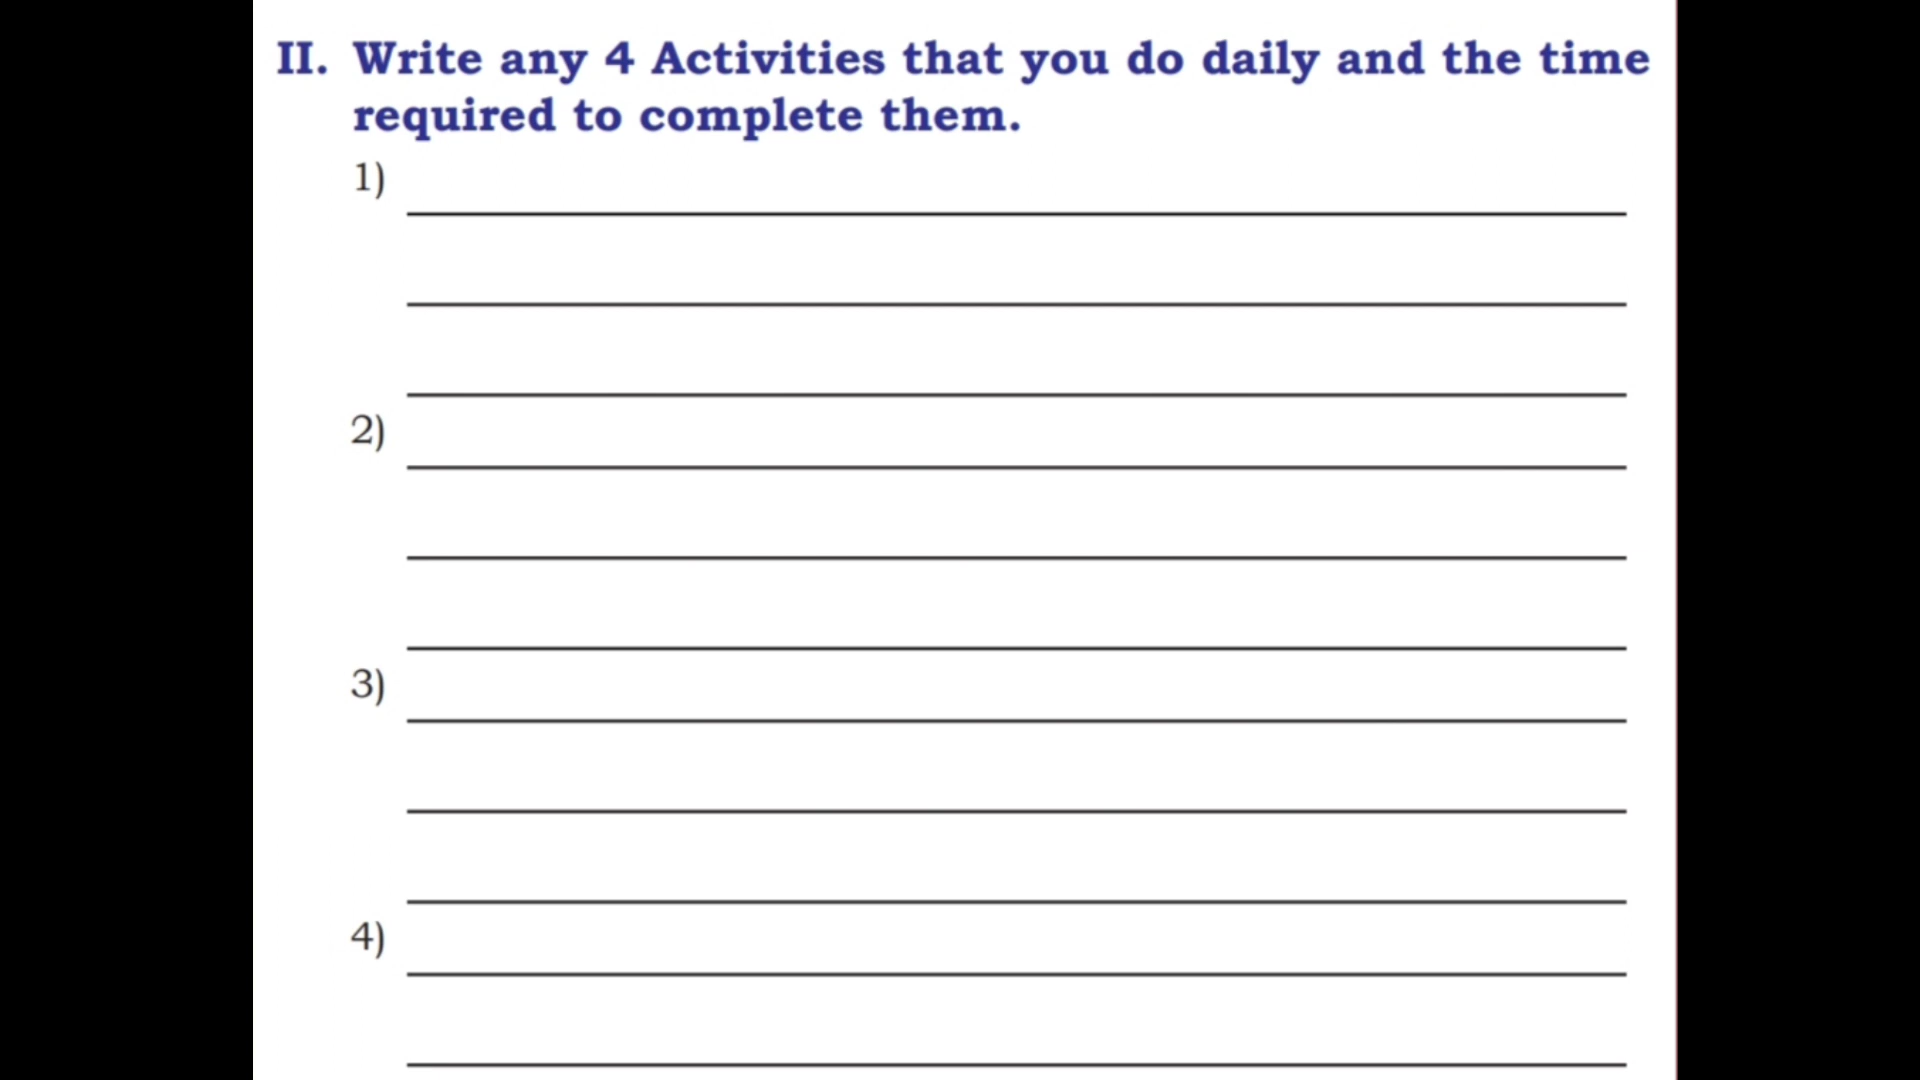 II. Write any 4 Activities that you do daily and the time
required to complete them.
1)
2)
3)
4)